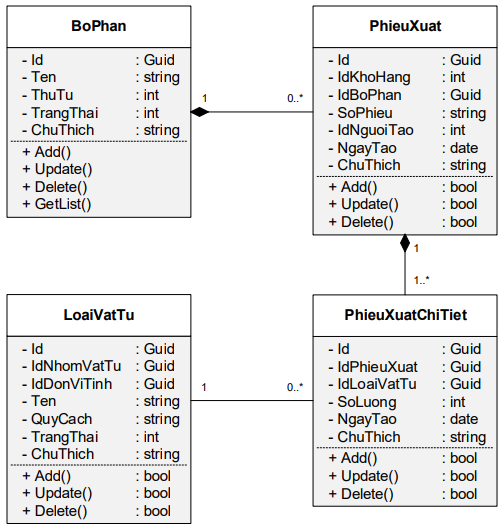 BoPhan
- Id : Guid
- Ten : string
- ThuTu : int
- TrangThai : int
- ChuThich : string
+ Add()
+ Update()
+ Delete()
+ GetList()
1
0..*
PhieuXuat
- Id : Guid
- IdKhoHang : int
- IdBoPhan : Guid
- SoPhieu : string
- IdNguoiTao : int
- NgayTao : date
- ChuThich : string
+ Add() : bool
+ Update() : bool
+ Delete() : bool
1
1..*
LoaiVatTu
- Id : Guid
- IdNhomVatTu : Guid
- IdDonViTinh : Guid
- Ten : string
- QuyCach : string
- TrangThai : int
- ChuThich : string
+ Add() : bool
+ Update() : bool
+ Delete() : bool
1
0..*
PhieuXuatChiTiet
- Id : Guid
- IdPhieuXuat : Guid
- IdLoaiVatTu : Guid
- SoLuong : int
- NgayTao : date
- ChuThich : string
+ Add() : bool
+ Update() : bool
+ Delete() : bool